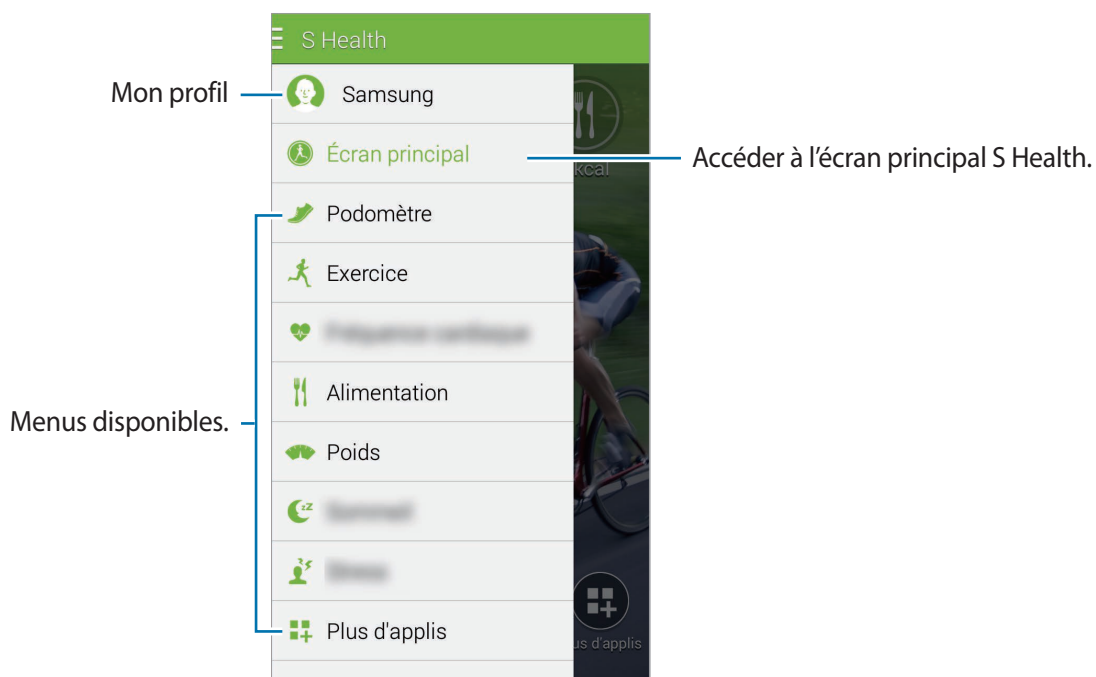 S Health
Mon profil
Samsung
Écran principal
Accéder à l'écran principal S Health.
kcal
Podomètre
Exercice
Alimentation
Menus disponibles.
Poids
Plus d'applis
us d'applis